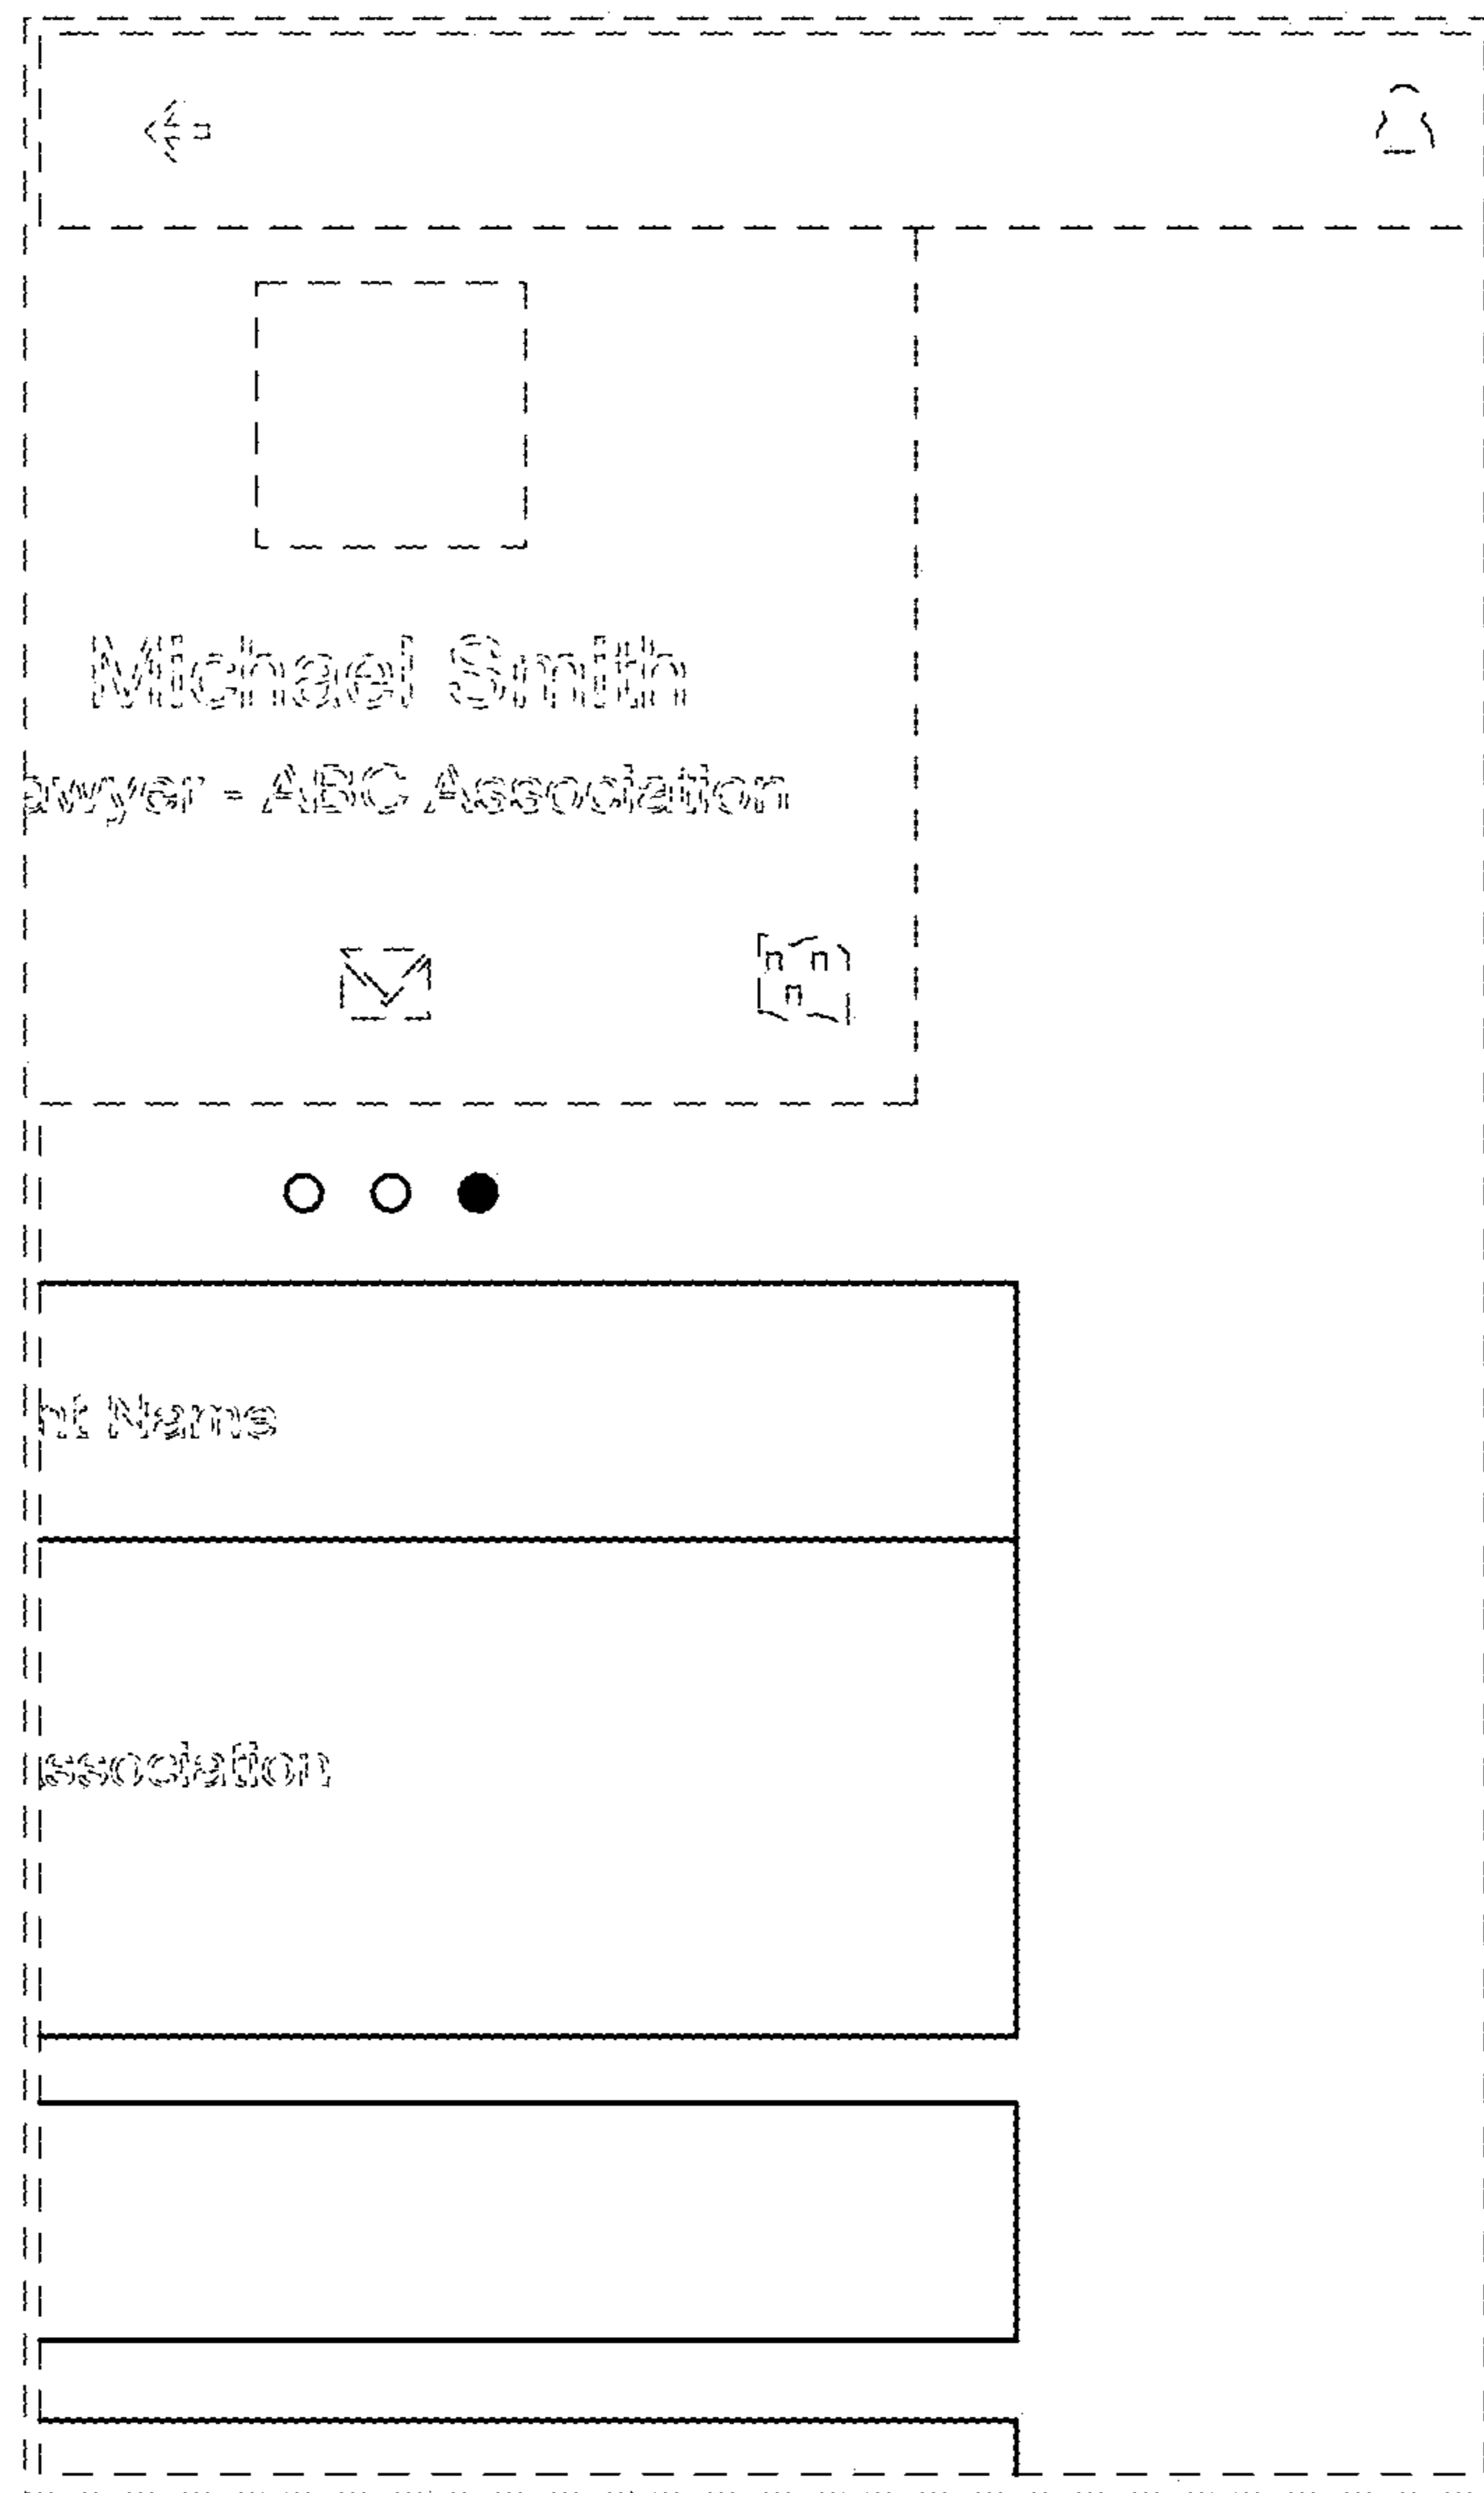 Michael Smith
awyer - ABC Association
nt Name
ssociation